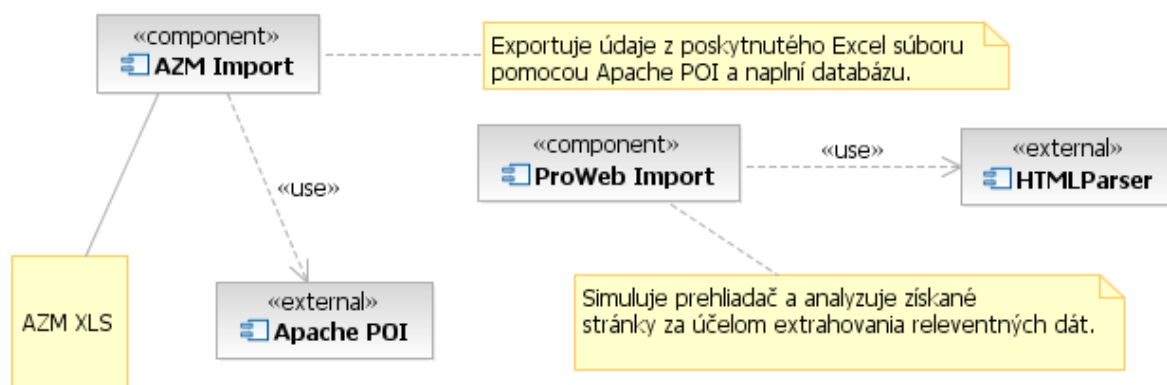 «component»
AZM Import
Exportuje údaje z poskytnutého Excel súboru
pomocou Apache POI a naplní databázu.
«component»
ProWeb Import
«use»
«external»
HTMLParser
«use»
AZM XLS
«external»
Apache POI
Simuluje prehliadač a analyzuje získané
stránky za účelom extrahovania releventných dát.